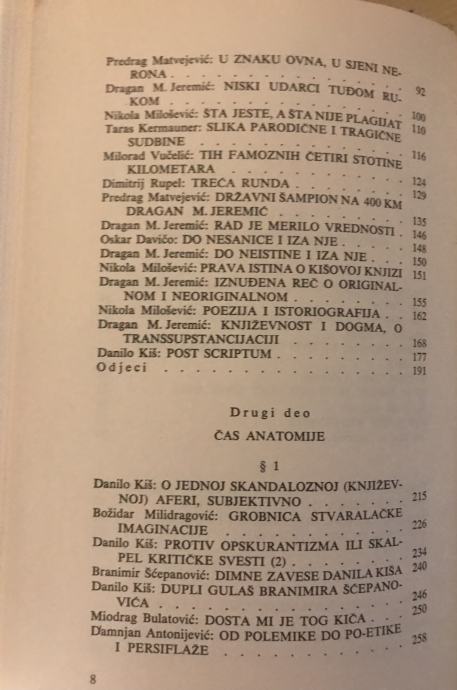 Predrag Matvejević: U ZNAKU OVNA, U SJENI NE-
RONA . . . . . . . . . . . . . . 92
Dragan M. Jeremić: NISKI UDARCI TUĐOM RU-
KOM . . . . . . . . . . . . . . 100
Nikola Milošević: ŠTA JESTE, A ŠTA NIJE PLAGIJAT 110
Taras Kermauner: SLIKA PARODIČNE I TRAGIČNE
SUDBINE . . . . . . . . . . . . . 116
Milorad Vučelić: TIH FAMOZNIH ČETIRI STOTINE
KILOMETARA . . . . . . . . . . . . 124
Dimitrij Rupel: TREĆA RUNDA . . . . . . . 129
Predrag Matvejević: DRŽAVNI ŠAMPION NA 400 KM
DRAGAN M. JEREMIĆ . . . . . . . . . 135
Dragan M. Jeremić: RAD JE MERILO VREDNOSTI . 146
Oskar Davičo: DO NESANICE I IZA NJE . . . . 148
Dragan M. Jeremić: DO NEISTINE I IZA NJE . . . 150
Nikola Milošević: PRAVA ISTINA O KIŠOVOJ KNJIZI 151
Dragan M. Jeremić: IZNUĐENA REČ O ORIGINAL-
NOM I NEORIGINALNOM . . . . . . . . 155
Nikola Milošević: POEZIJA I ISTORIOGRAFIJA . . 162
Dragan M. Jeremić: KNJIŽEVNOST I DOGMA, O
TRANSSUPSTANCIJACIJI . . . . . . . . 168
Danilo Kiš: POST SCRIPTUM . . . . . . . . 177
Odjeci . . . . . . . . . . . . . . 191
Drugi deo
ČAS ANATOMIJE
§ 1
Danilo Kiš: O JEDNOJ SKANDALOZNOJ (KNJIŽEV-
NOJ) AFERI, SUBJEKTIVNO . . . . . . . 215
Božidar Milidragović: GROBNICA STVARALAČKE
IMAGINACIJE . . . . . . . . . . . . 226
Danilo Kiš: PROTIV OPSKURANTIZMA ILI SKAL-
PEL KRITIČKE SVESTI (2) . . . . . . . . 234
Branimir Šćepanović: DIMNE ZAVESE DANILA KIŠA 240
Danilo Kiš: DUPLI GULAŠ BRANIMIRA ŠĆEPANO-
VIĆA . . . . . . . . . . . . . . 246
Miodrag Bulatović: DOSTA MI JE TOG KIČA . . . 250
Damnjan Antonijević: OD POLEMIKE DO PO-ETIKE
I PERSIFLAŽE . . . . . . . . . . . . 258
8